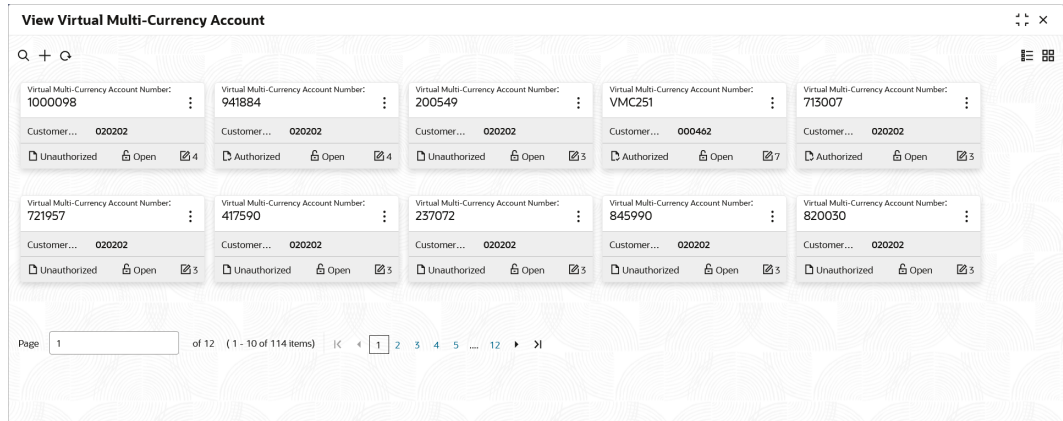 View Virtual Multi-Currency Account
Virtual Multi-Currency Account Number: Virtual Multi-Currency Account Number: Virtual Multi-Currency Account Number: Virtual Multi-Currency Account Number: Virtual Multi-Currency Account Number:
1000098 941884 200549 VMC251 713007
Customer... 020202 Customer... 020202 Customer... 020202 Customer... 000462 Customer... 020202
Unauthorized Open 4 Authorized Open 4 Unauthorized Open 3 Authorized Open 7 Authorized Open 3
Virtual Multi-Currency Account Number: Virtual Multi-Currency Account Number: Virtual Multi-Currency Account Number: Virtual Multi-Currency Account Number: Virtual Multi-Currency Account Number:
721957 417590 237072 845990 820030
Customer... 020202 Customer... 020202 Customer... 020202 Customer... 020202 Customer... 020202
Unauthorized Open 3 Unauthorized Open 3 Unauthorized Open 3 Unauthorized Open 3 Unauthorized Open 3
Page 1 of 12 (1 - 10 of 114 items) 1 2 3 4 5 .... 12